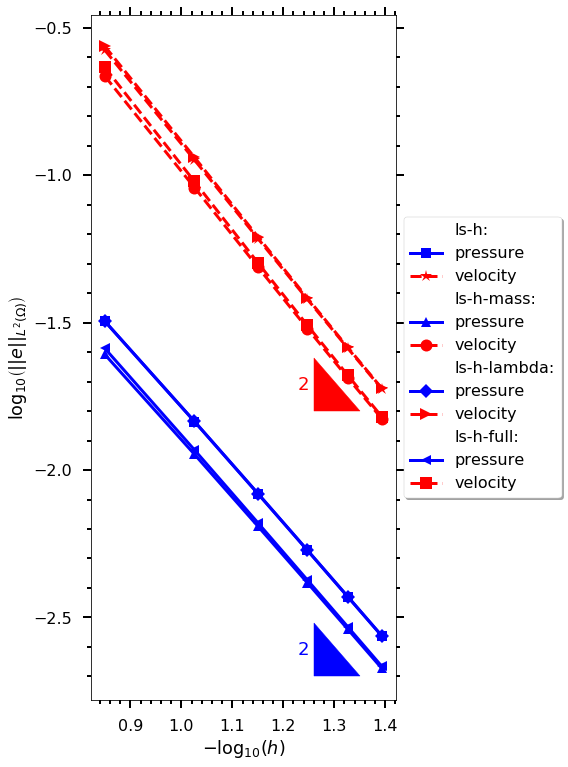 −0.5
−1.0
−1.5
−2.0
−2.5
log₁₀(||e||_{L²(Ω)})
2
2
0.9 1.0 1.1 1.2 1.3 1.4
−log₁₀(h)
ls-h:
pressure
velocity
ls-h-mass:
pressure
velocity
ls-h-lambda:
pressure
velocity
ls-h-full:
pressure
velocity